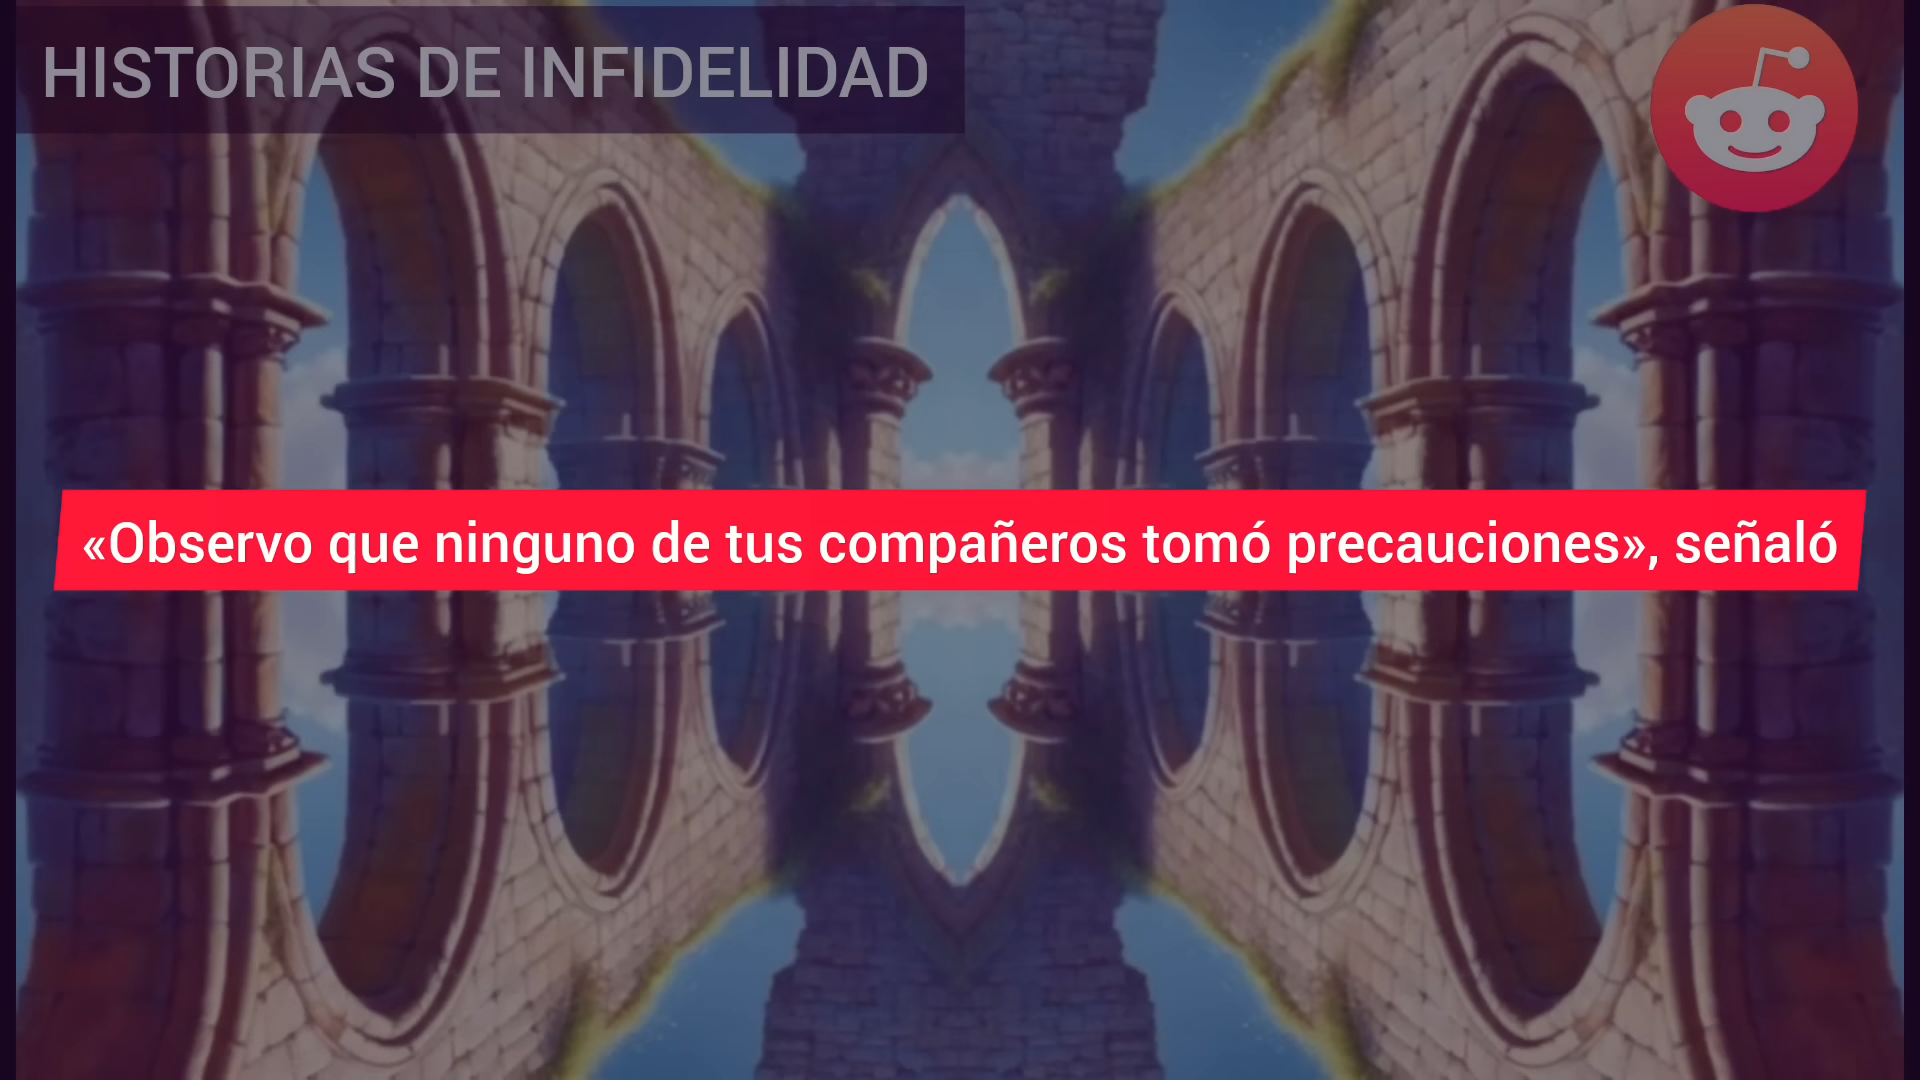 HISTORIAS DE INFIDELIDAD
«Observo que ninguno de tus compañeros tomó precauciones», señaló